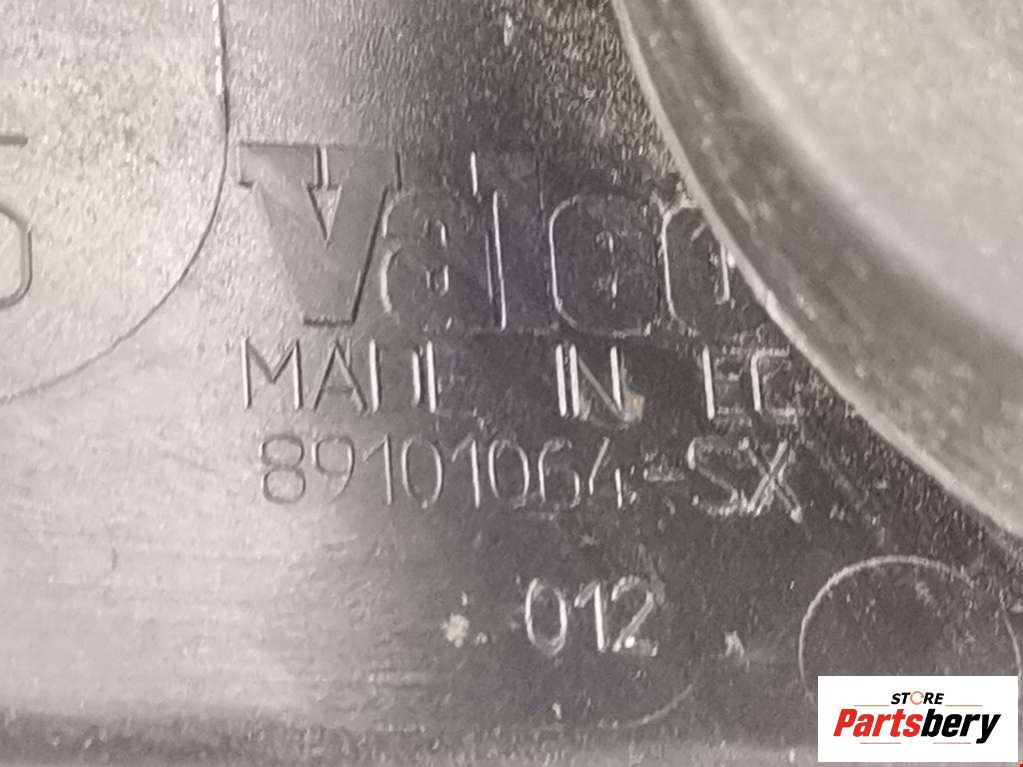 Valeo
MADE IN EC
89101064-SX
012
STORE
Partsbery